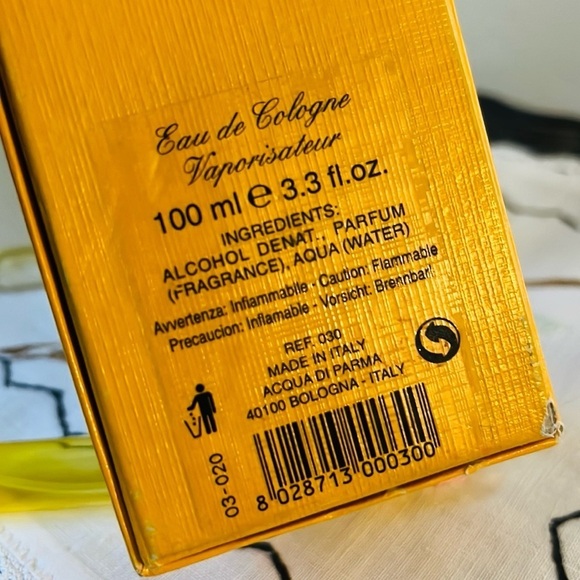 Eau de Cologne
Vaporisateur
100 ml e 3.3 fl.oz.
INGREDIENTS:
ALCOHOL DENAT., PARFUM
(FRAGRANCE), AQUA (WATER)
Avvertenza: Infiammabile - Caution: Flammable
Precaucion: Inflamable - Vorsicht: Brennbar!
REF. 030
MADE IN ITALY
ACQUA DI PARMA
40100 BOLOGNA - ITALY
03-020
8 028713 000300